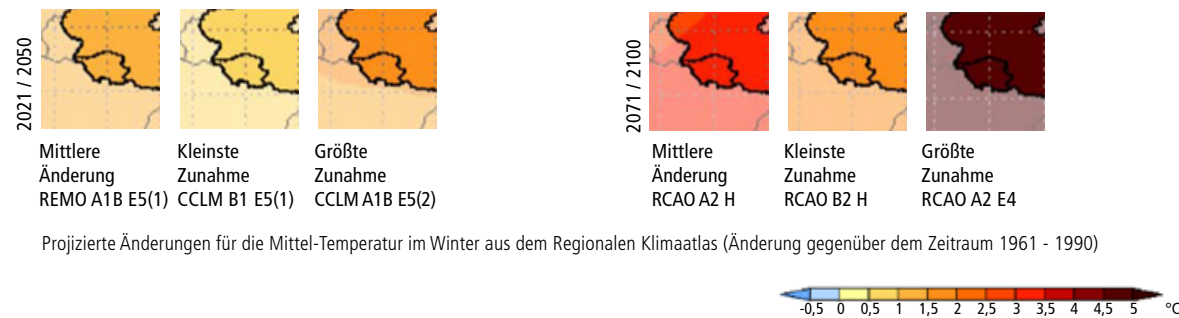 2021 / 2050
Mittlere
Änderung
REMO A1B E5(1)
Kleinste
Zunahme
CCLM B1 E5(1)
Größte
Zunahme
CCLM A1B E5(2)
2071 / 2100
Mittlere
Änderung
RCAO A2 H
Kleinste
Zunahme
RCAO B2 H
Größte
Zunahme
RCAO A2 E4
Projizierte Änderungen für die Mittel-Temperatur im Winter aus dem Regionalen Klimaatlas (Änderung gegenüber dem Zeitraum 1961 - 1990)
-0,5 0 0,5 1 1,5 2 2,5 3 3,5 4 4,5 5 °C